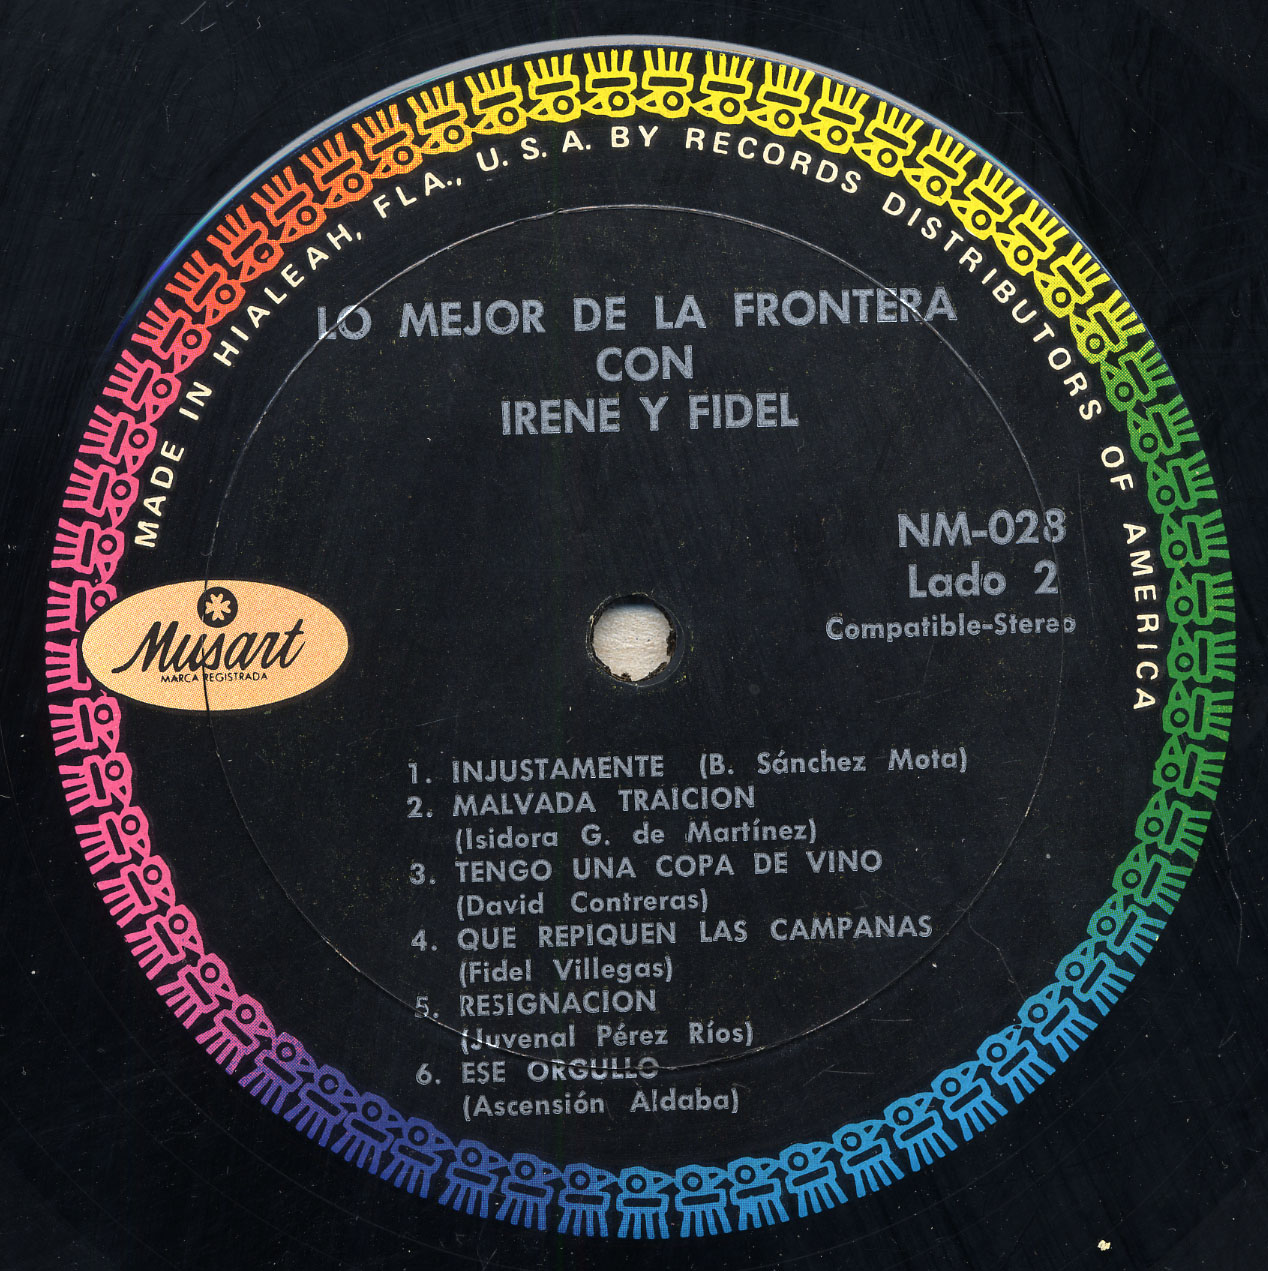 MADE IN HIALEAH, FLA., U. S. A. BY RECORDS DISTRIBUTORS OF AMERICA
LO MEJOR DE LA FRONTERA
CON
IRENE Y FIDEL
NM-028
Lado 2
Compatible-Stereo
Musart
MARCA REGISTRADA
1. INJUSTAMENTE (B. Sánchez Mota)
2. MALVADA TRAICION
(Isidora G. de Martínez)
3. TENGO UNA COPA DE VINO
(David Contreras)
4. QUE REPIQUEN LAS CAMPANAS
(Fidel Villegas)
5. RESIGNACION
(Juvenal Pérez Ríos)
6. ESE ORGULLO
(Ascensión Aldaba)